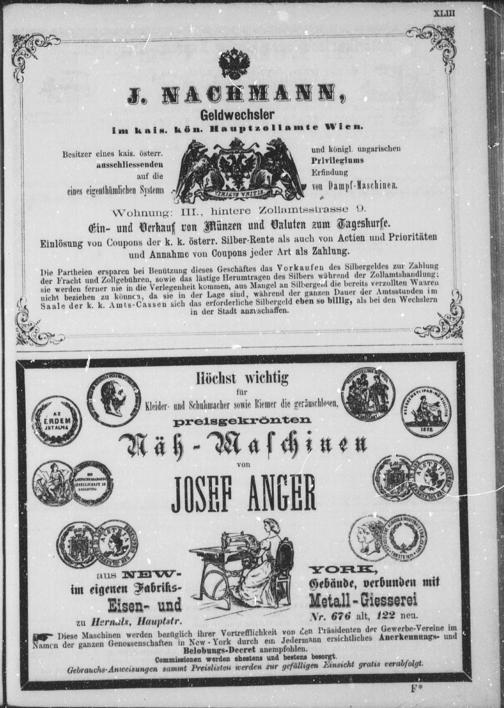 XLIII
J. NACHMANN,
Geldwechsler
im kais. kön. Hauptzollamte Wien.
Besitzer eines kais. österr. und königl. ungarischen
ausschliessenden Privilegiums
auf die Erfindung
eines eigenthümlichen Systems von Dampf-Maschinen.
Wohnung: III., hintere Zollamtsstrasse 9.
Ein- und Verkauf von Münzen und Valuten zum Tageskurse.
Einlösung von Coupons der k. k. österr. Silber-Rente als auch von Actien und Prioritäten
und Annahme von Coupons jeder Art als Zahlung.
Die Partheien ersparen bei Benützung dieses Geschäftes das Vorkaufen des Silbergeldes zur Zahlung
der Fracht und Zollgebühren, sowie das lästige Herumtragen des Silbers während der Zollamtshandlung;
sie werden ferner nie in die Verlegenheit kommen, aus Mangel an Silbergeld die bereits verzollten Waaren
nicht beziehen zu können, da sie in der Lage sind, während der ganzen Dauer der Amtsstunden im
Saale der k. k. Amts-Cassen sich das erforderliche Silbergeld eben so billig, als bei den Wechslern
in der Stadt anzuschaffen.
Höchst wichtig
für
Kleider- und Schuhmacher sowie Riemer die geräuschlosen,
preisgekrönten
Näh-Maschinen
von
JOSEF ANGER
AZ
ÉRDEM
JUTALMA
aus NEW-YORK,
im eigenen Fabriks-Gebäude, verbunden mit
Eisen- und Metall-Giesserei
zu Hernals, Hauptstr. Nr. 676 alt, 122 neu.
Diese Maschinen werden bezüglich ihrer Vortrefflichkeit von den Präsidenten der Gewerbe-Vereine im
Namen der ganzen Genossenschaften in New-York durch ein Jedermann ersichtliches Anerkennungs- und
Belobungs-Decret anempfohlen.
Commissionen werden ehestens und bestens besorgt.
Gebrauchs-Anweisungen sammt Preislisten werden zur gefälligen Einsicht gratis verabfolgt.
F*